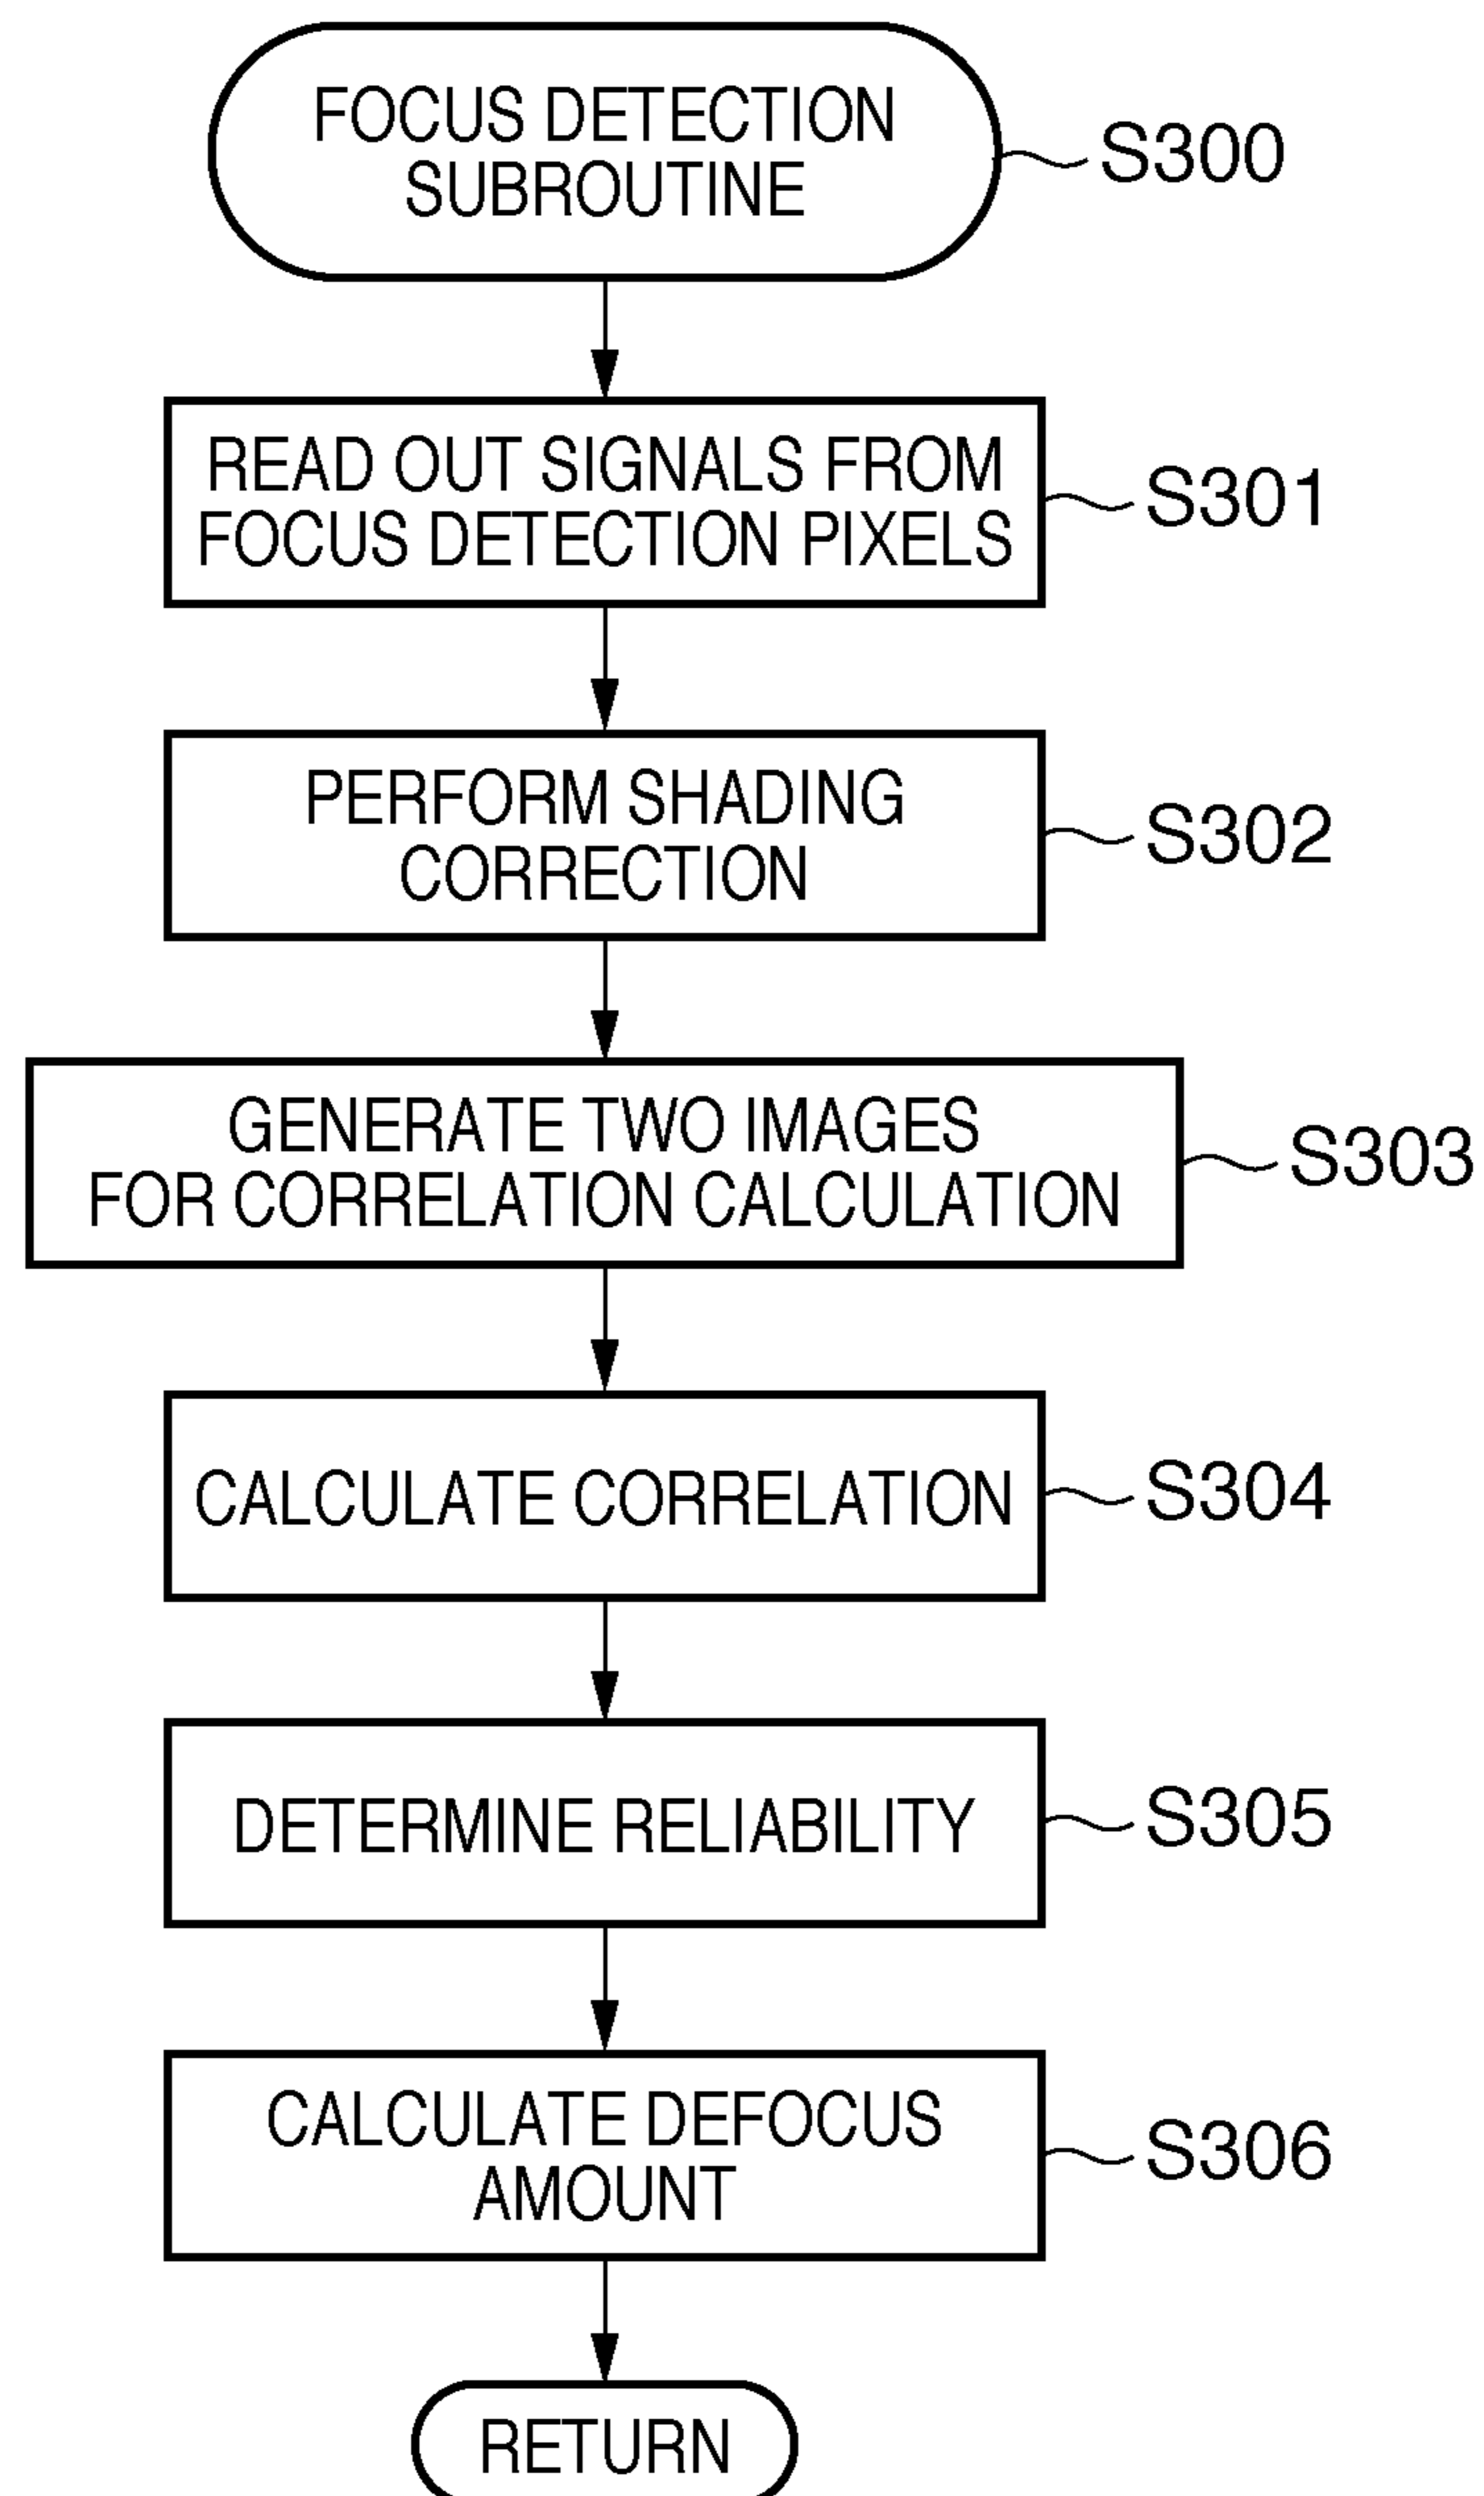 FOCUS DETECTION
SUBROUTINE
S300
READ OUT SIGNALS FROM
FOCUS DETECTION PIXELS
S301
PERFORM SHADING
CORRECTION
S302
GENERATE TWO IMAGES
FOR CORRELATION CALCULATION
S303
CALCULATE CORRELATION
S304
DETERMINE RELIABILITY
S305
CALCULATE DEFOCUS
AMOUNT
S306
RETURN